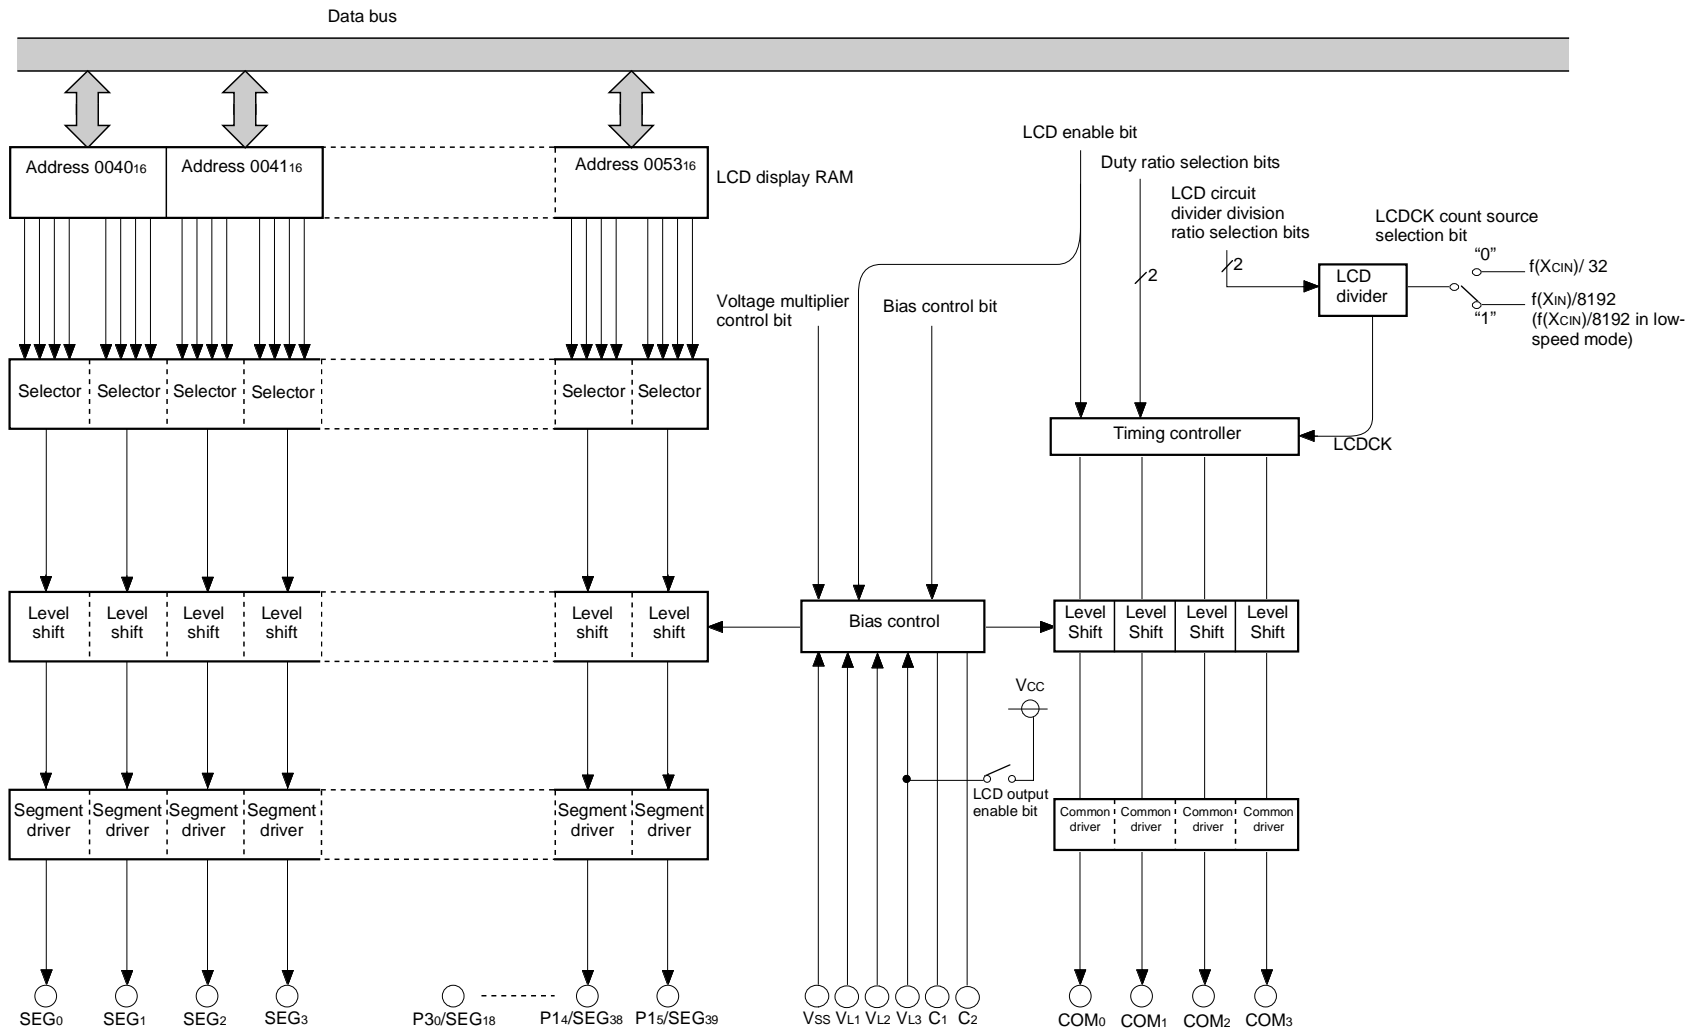 Data bus
Address 0040₁₆
Address 0041₁₆
Address 0053₁₆
LCD display RAM
LCD enable bit
Duty ratio selection bits
LCD circuit
divider division
ratio selection bits
LCDCK count source
selection bit
“0”
f(XCIN)/ 32
2
2
LCD
divider
f(XIN)/8192
“1”
(f(XCIN)/8192 in low-
speed mode)
Voltage multiplier
control bit
Bias control bit
Selector
Selector
Selector
Selector
Selector
Selector
Timing controller
LCDCK
Level
shift
Level
shift
Level
shift
Level
shift
Level
shift
Level
shift
Bias control
Level
Shift
Level
Shift
Level
Shift
Level
Shift
VCC
LCD output
enable bit
Segment
driver
Segment
driver
Segment
driver
Segment
driver
Segment
driver
Segment
driver
Common
driver
Common
driver
Common
driver
Common
driver
SEG₀
SEG₁
SEG₂
SEG₃
P3₀/SEG₁₈
P1₄/SEG₃₈
P1₅/SEG₃₉
VSS
VL1
VL2
VL3
C₁
C₂
COM₀
COM₁
COM₂
COM₃